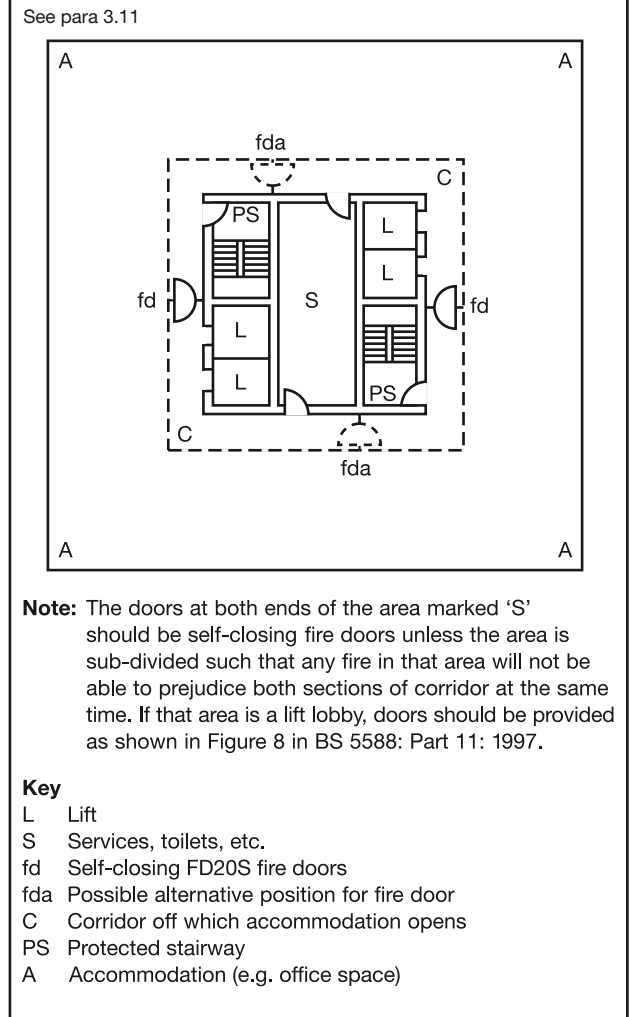 See para 3.11
A A
fda
C
PS
L
L
fd S fd
L
L
PS
C
fda
A A
Note: The doors at both ends of the area marked ‘S’
should be self-closing fire doors unless the area is
sub-divided such that any fire in that area will not be
able to prejudice both sections of corridor at the same
time. If that area is a lift lobby, doors should be provided
as shown in Figure 8 in BS 5588: Part 11: 1997.
Key
L Lift
S Services, toilets, etc.
fd Self-closing FD20S fire doors
fda Possible alternative position for fire door
C Corridor off which accommodation opens
PS Protected stairway
A Accommodation (e.g. office space)